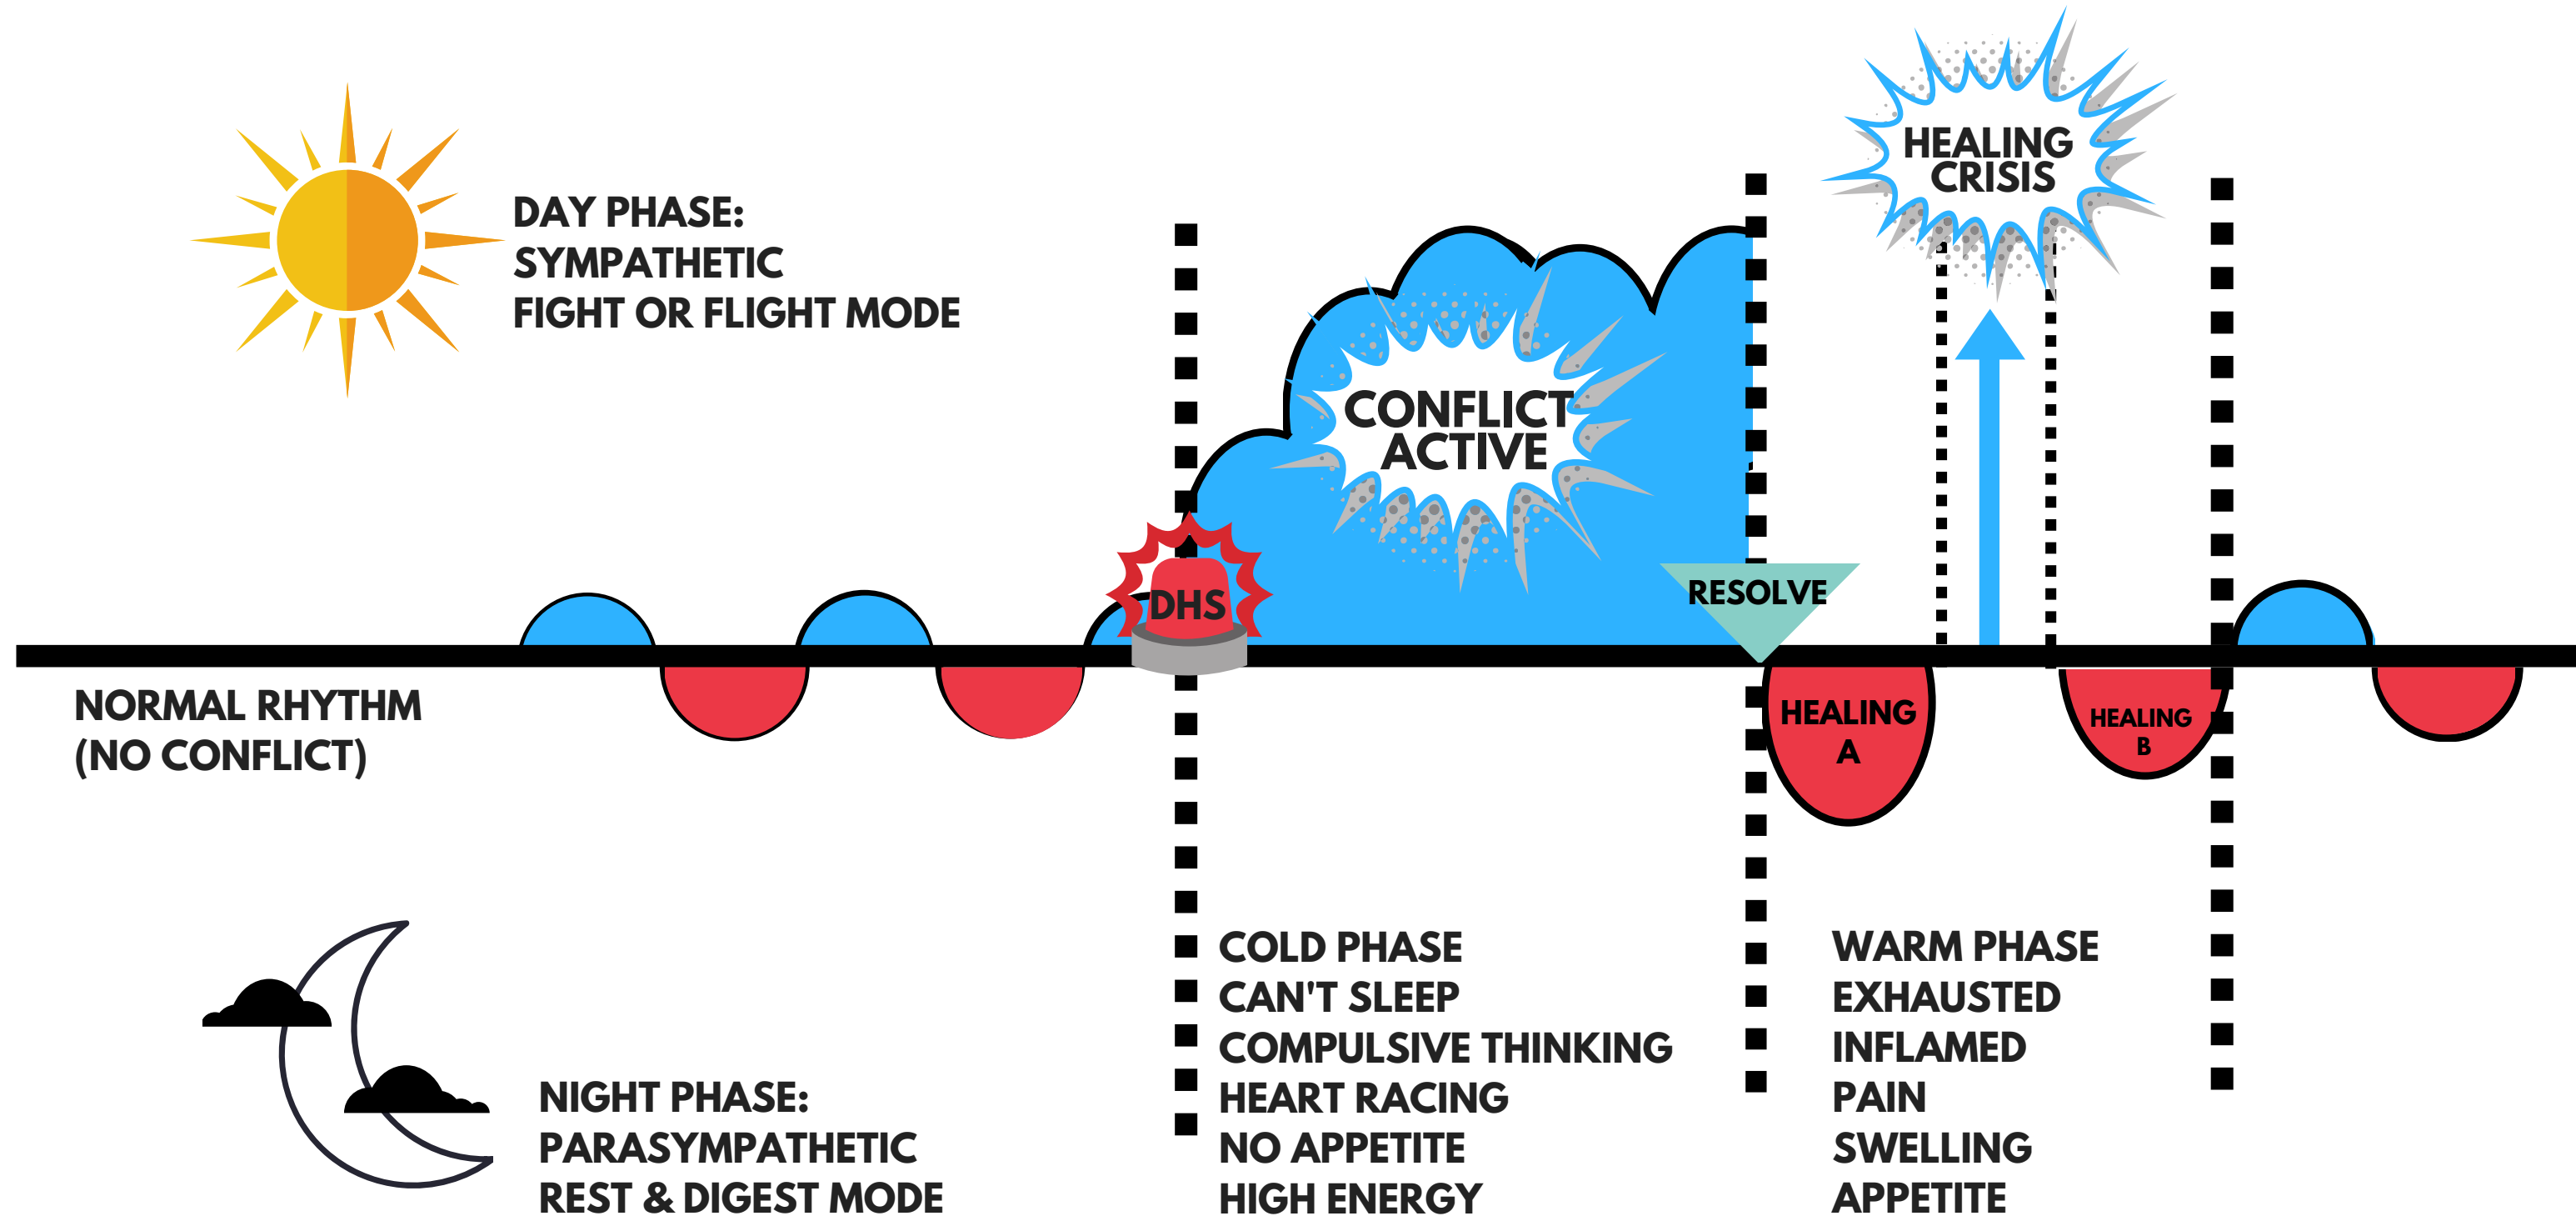 DAY PHASE:
SYMPATHETIC
FIGHT OR FLIGHT MODE
HEALING
CRISIS
CONFLICT
ACTIVE
DHS
RESOLVE
NORMAL RHYTHM
(NO CONFLICT)
HEALING
A
HEALING
B
NIGHT PHASE:
PARASYMPATHETIC
REST & DIGEST MODE
COLD PHASE
CAN'T SLEEP
COMPULSIVE THINKING
HEART RACING
NO APPETITE
HIGH ENERGY
WARM PHASE
EXHAUSTED
INFLAMED
PAIN
SWELLING
APPETITE